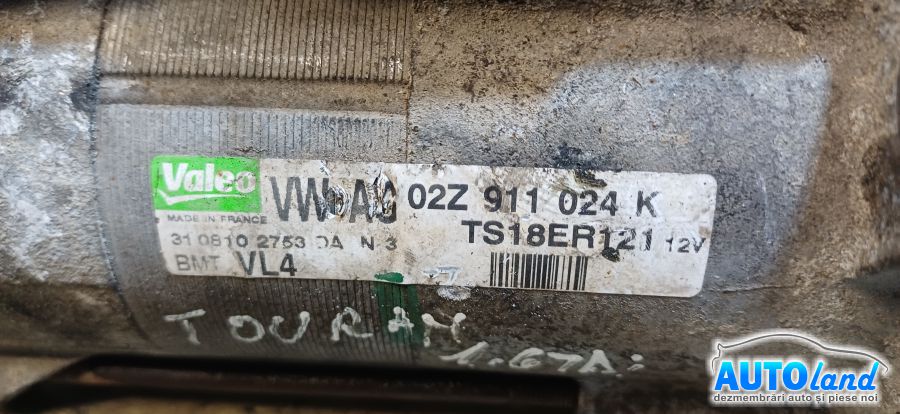 Valeo VW AG 02Z 911 024 K
MADE IN FRANCE
TS18ER121 12V
31 0810 2753 DA N 3
BMT VL4
TOURAN
AUTOland
dezmembrări auto și piese noi